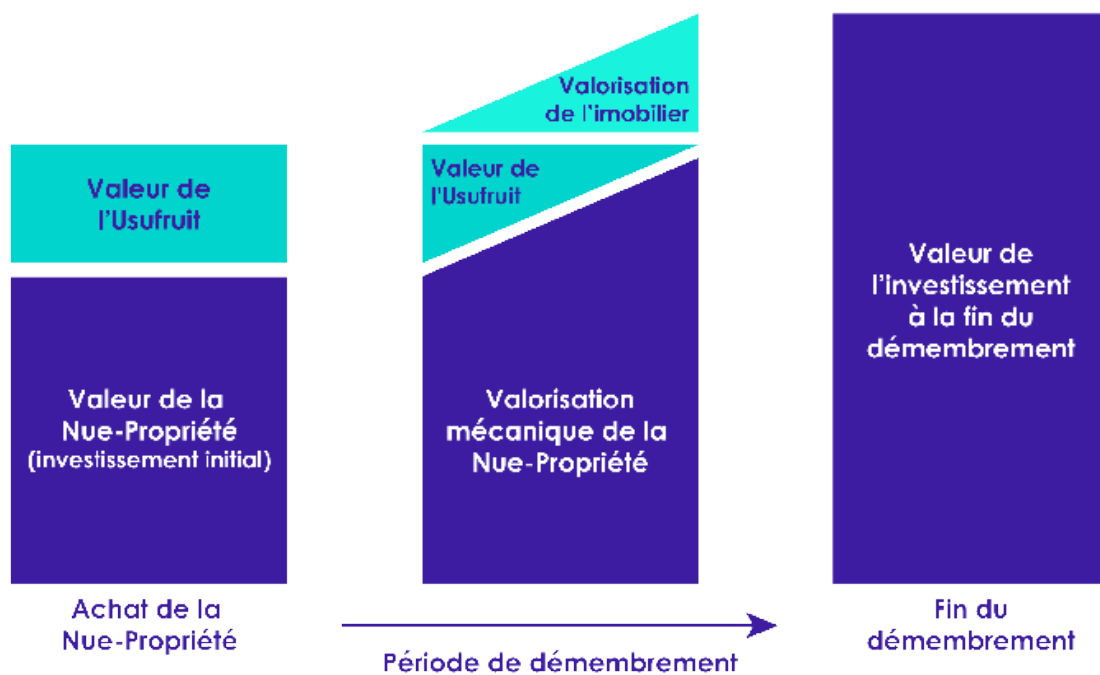 Valeur de
l'Usufruit
Valeur de la
Nue-Propriété
(investissement initial)
Achat de la
Nue-Propriété
Valorisation
de l'imobilier
Valeur de
l'Usufruit
Valorisation
mécanique de la
Nue-Propriété
Période de démembrement
Valeur de
l'investissement
à la fin du
démembrement
Fin du
démembrement